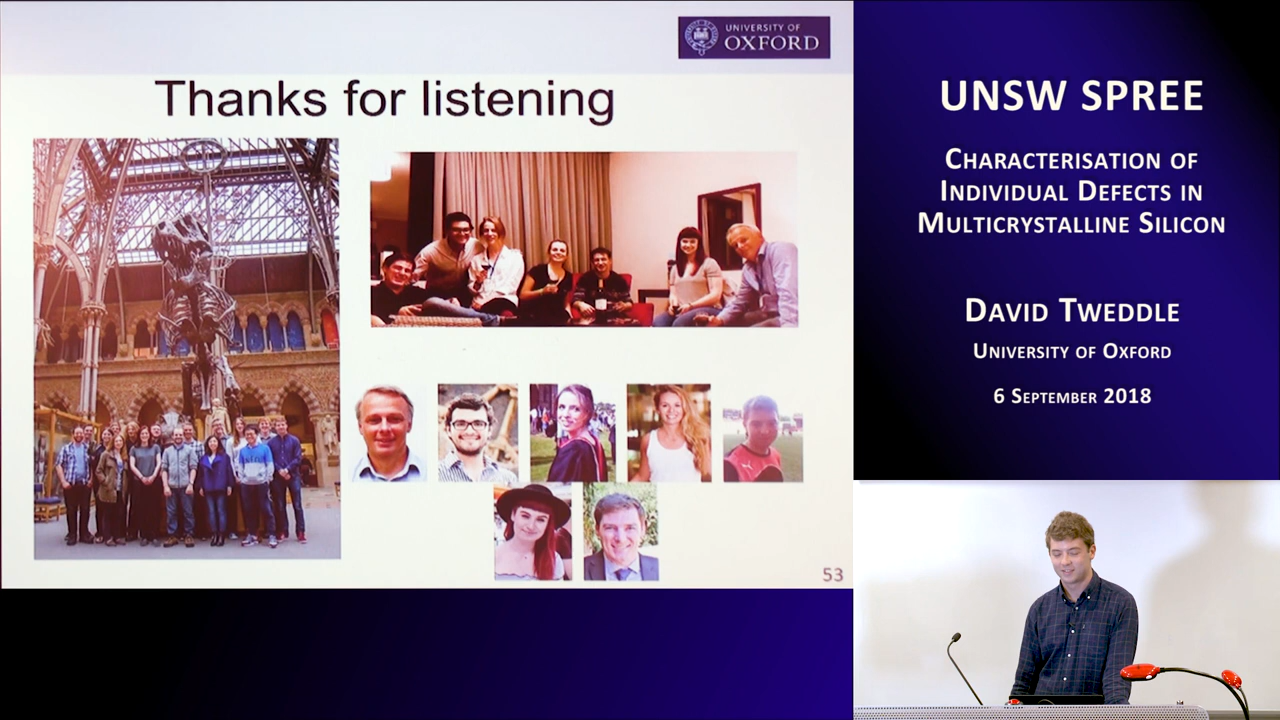 UNIVERSITY OF
OXFORD
Thanks for listening
53
UNSW SPREE
CHARACTERISATION OF
INDIVIDUAL DEFECTS IN
MULTICRYSTALLINE SILICON
DAVID TWEDDLE
UNIVERSITY OF OXFORD
6 SEPTEMBER 2018